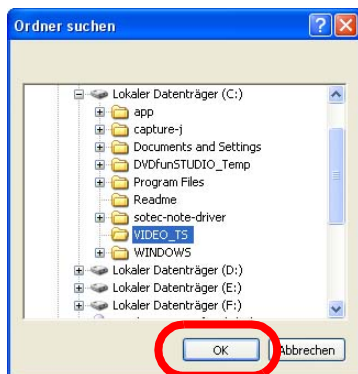 Ordner suchen
Lokaler Datenträger (C:)
app
capture-j
Documents and Settings
DVDfunSTUDIO_Temp
Program Files
Readme
sotec-note-driver
VIDEO_TS
WINDOWS
Lokaler Datenträger (D:)
Lokaler Datenträger (E:)
Lokaler Datenträger (F:)
OK Abbrechen